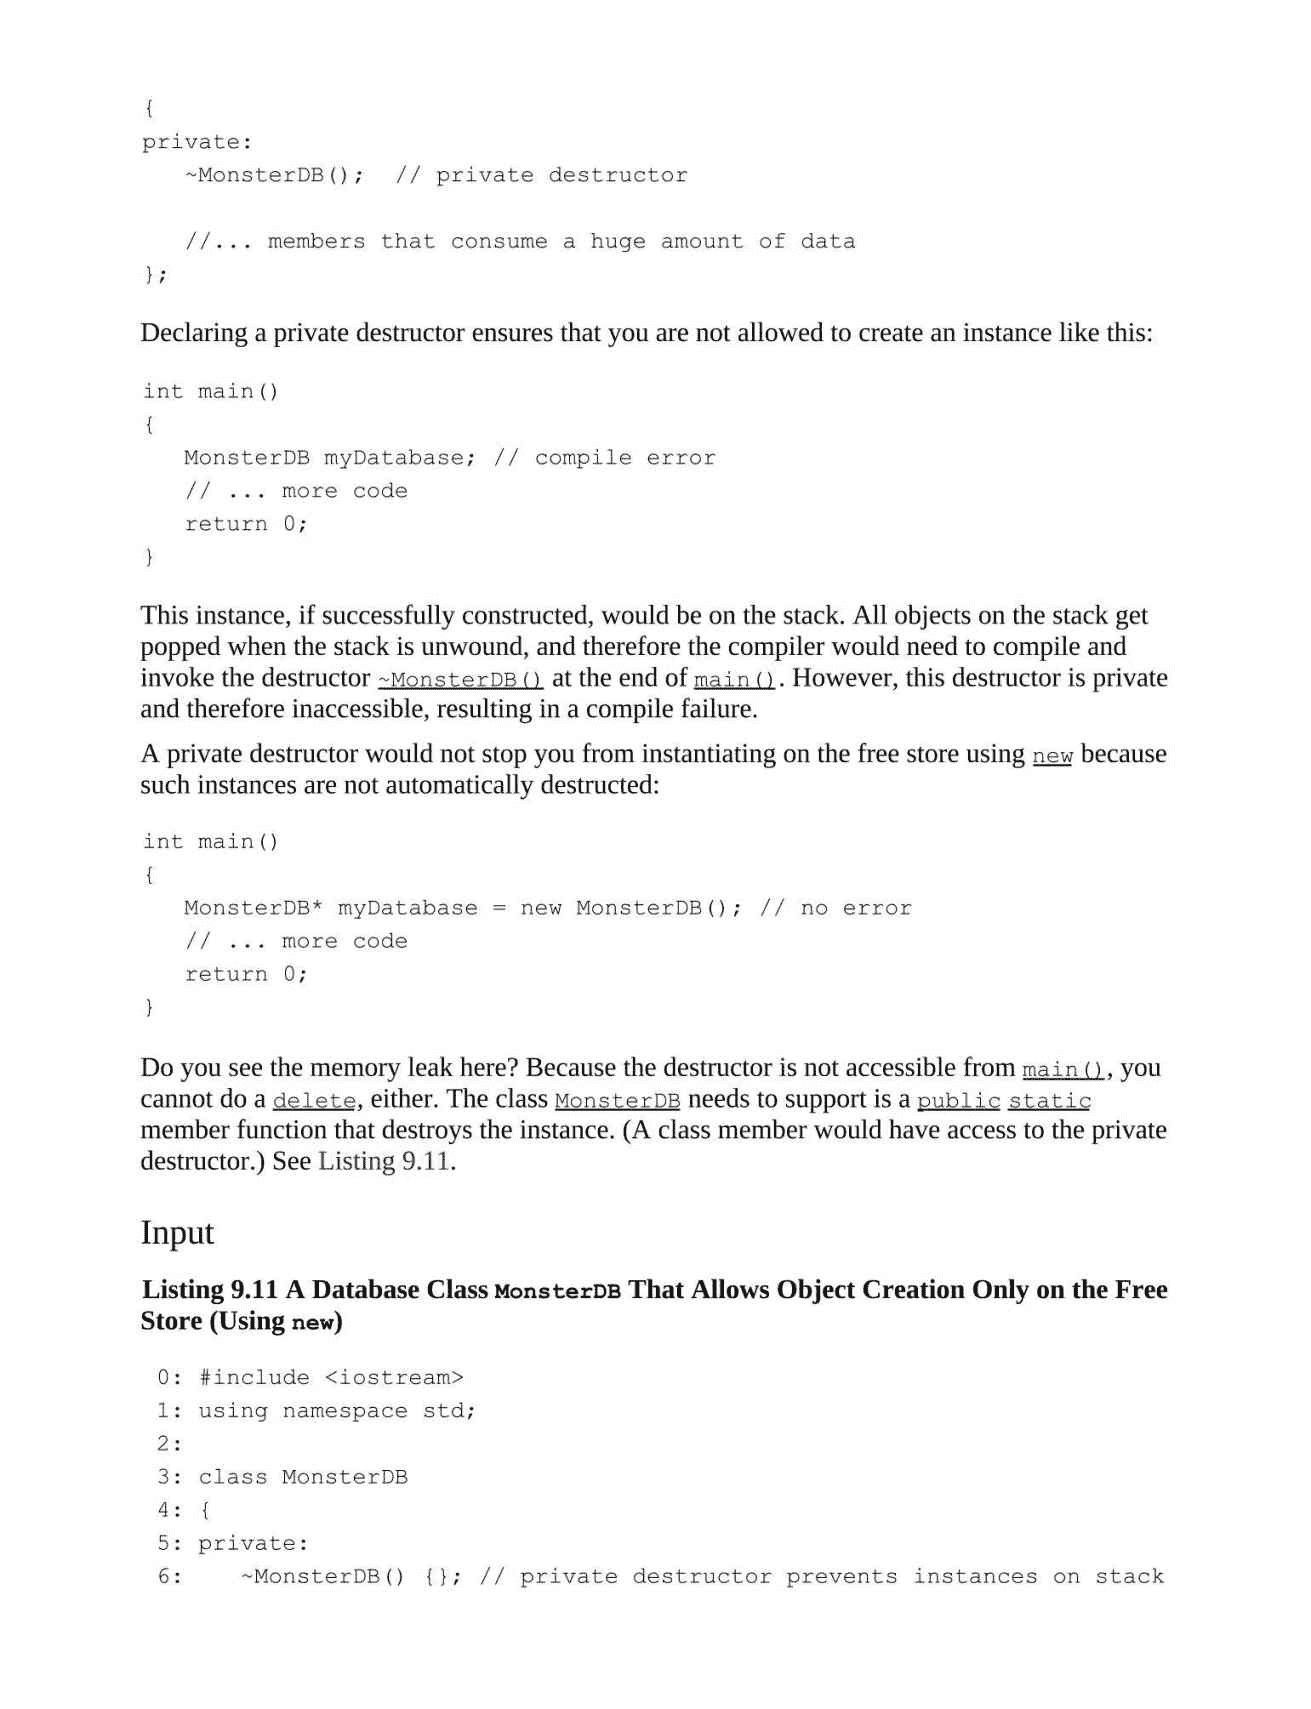 {
private:
   ~MonsterDB();  // private destructor

   //... members that consume a huge amount of data
};
Declaring a private destructor ensures that you are not allowed to create an instance like this:
int main()
{
   MonsterDB myDatabase; // compile error
   // ... more code
   return 0;
}
This instance, if successfully constructed, would be on the stack. All objects on the stack get
popped when the stack is unwound, and therefore the compiler would need to compile and
invoke the destructor ~MonsterDB() at the end of main(). However, this destructor is private
and therefore inaccessible, resulting in a compile failure.
A private destructor would not stop you from instantiating on the free store using new because
such instances are not automatically destructed:
int main()
{
   MonsterDB* myDatabase = new MonsterDB(); // no error
   // ... more code
   return 0;
}
Do you see the memory leak here? Because the destructor is not accessible from main(), you
cannot do a delete, either. The class MonsterDB needs to support is a public static
member function that destroys the instance. (A class member would have access to the private
destructor.) See Listing 9.11.
Input
Listing 9.11 A Database Class MonsterDB That Allows Object Creation Only on the Free
Store (Using new)
0: #include <iostream>
1: using namespace std;
2:
3: class MonsterDB
4: {
5: private:
6:    ~MonsterDB() {}; // private destructor prevents instances on stack